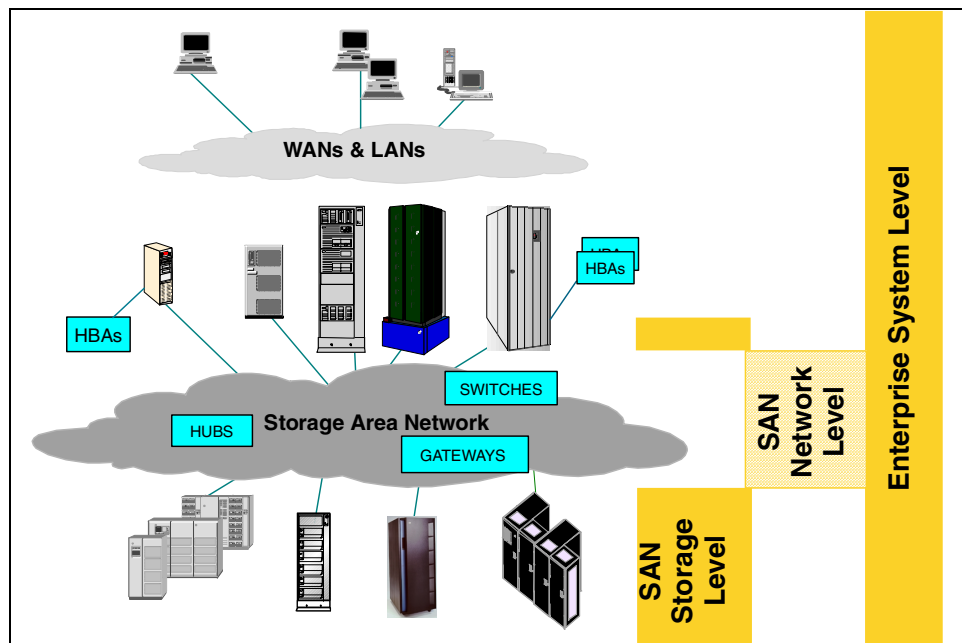 WANs & LANs
HBAs
HBAs
SWITCHES
Storage Area Network
HUBS
GATEWAYS
SAN
Storage
Level
SAN
Network
Level
Enterprise System Level